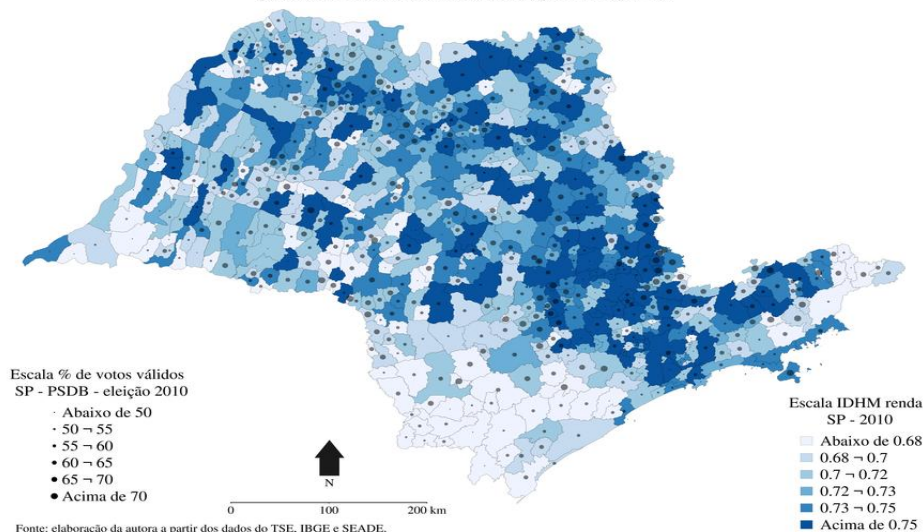 Escala % de votos válidos
SP - PSDB - eleição 2010
Abaixo de 50
50 ¬ 55
55 ¬ 60
60 ¬ 65
65 ¬ 70
Acima de 70
N
0 100 200 km
Escala IDHM renda
SP - 2010
Abaixo de 0.68
0.68 ¬ 0.7
0.7 ¬ 0.72
0.72 ¬ 0.73
0.73 ¬ 0.75
Acima de 0.75
Fonte: elaboração da autora a partir dos dados do TSE, IBGE e SEADE.